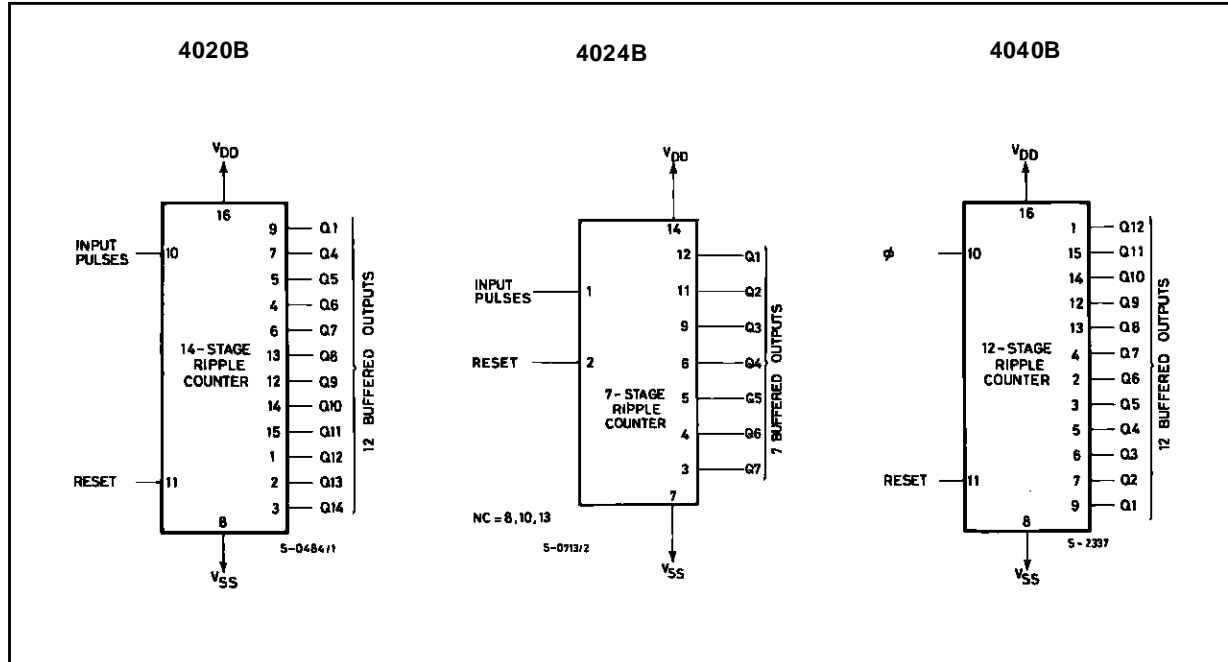 4020B
VDD
16
INPUT PULSES
10
9 Q1
7 Q4
5 Q5
4 Q6
6 Q7
13 Q8
12 Q9
14 Q10
15 Q11
1 Q12
2 Q13
3 Q14
14-STAGE
RIPPLE
COUNTER
12 BUFFERED OUTPUTS
RESET
11
8
S-0484/1
VSS
4024B
VDD
14
INPUT
PULSES
1
RESET
2
12 Q1
11 Q2
9 Q3
6 Q4
5 Q5
4 Q6
3 Q7
7-STAGE
RIPPLE
COUNTER
7 BUFFERED OUTPUTS
7
NC = 8, 10, 13
S-0713/2
VSS
4040B
VDD
16
ϕ
10
1 Q12
15 Q11
14 Q10
12 Q9
13 Q8
4 Q7
2 Q6
3 Q5
5 Q4
6 Q3
7 Q2
9 Q1
12-STAGE
RIPPLE
COUNTER
12 BUFFERED OUTPUTS
RESET
11
8
S-2337
VSS